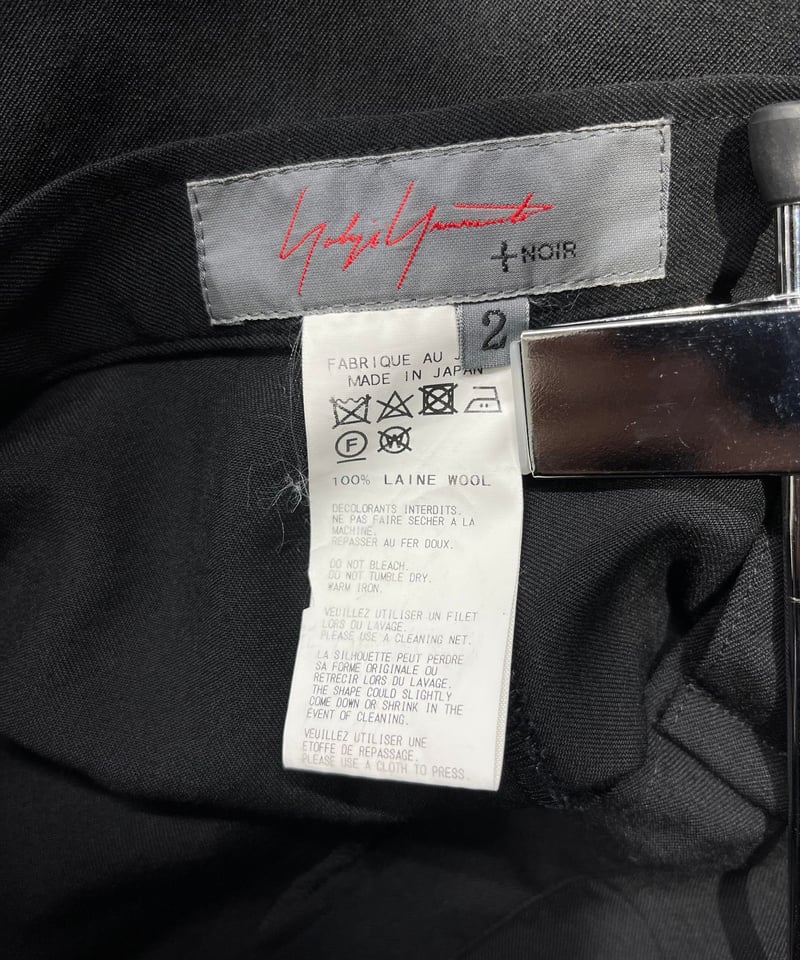 Yohji Yamamoto
+NOIR
2
FABRIQUE AU J
MADE IN JAPAN
F
W
100% LAINE WOOL
DECOLORANTS INTERDITS.
NE PAS FAIRE SECHER A LA
MACHINE.
REPASSER AU FER DOUX.
DO NOT BLEACH.
DO NOT TUMBLE DRY.
WARM IRON.
VEUILLEZ UTILISER UN FILET
LORS DU LAVAGE.
PLEASE USE A CLEANING NET.
LA SILHOUETTE PEUT PERDRE
SA FORME ORIGINALE OU
RETRECIR LORS DU LAVAGE.
THE SHAPE COULD SLIGHTLY
COME DOWN OR SHRINK IN THE
EVENT OF CLEANING.
VEUILLEZ UTILISER UNE
ETOFFE DE REPASSAGE.
PLEASE USE A CLOTH TO PRESS.